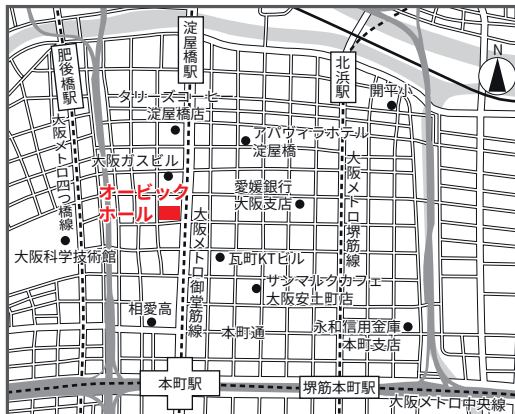 淀屋橋駅
肥後橋駅
北浜駅
N
開平小
タリーズコーヒー
淀屋橋店
アパヴィラホテル
淀屋橋
大阪メトロ四つ橋線
大阪ガスビル
大阪メトロ堺筋線
愛媛銀行
大阪支店
オービック
ホール
大阪メトロ御堂筋線
大阪科学技術館
瓦町KTビル
サンマルクカフェ
大阪安土町店
相愛高
本町通
永和信用金庫
本町支店
本町駅
堺筋本町駅
大阪メトロ中央線